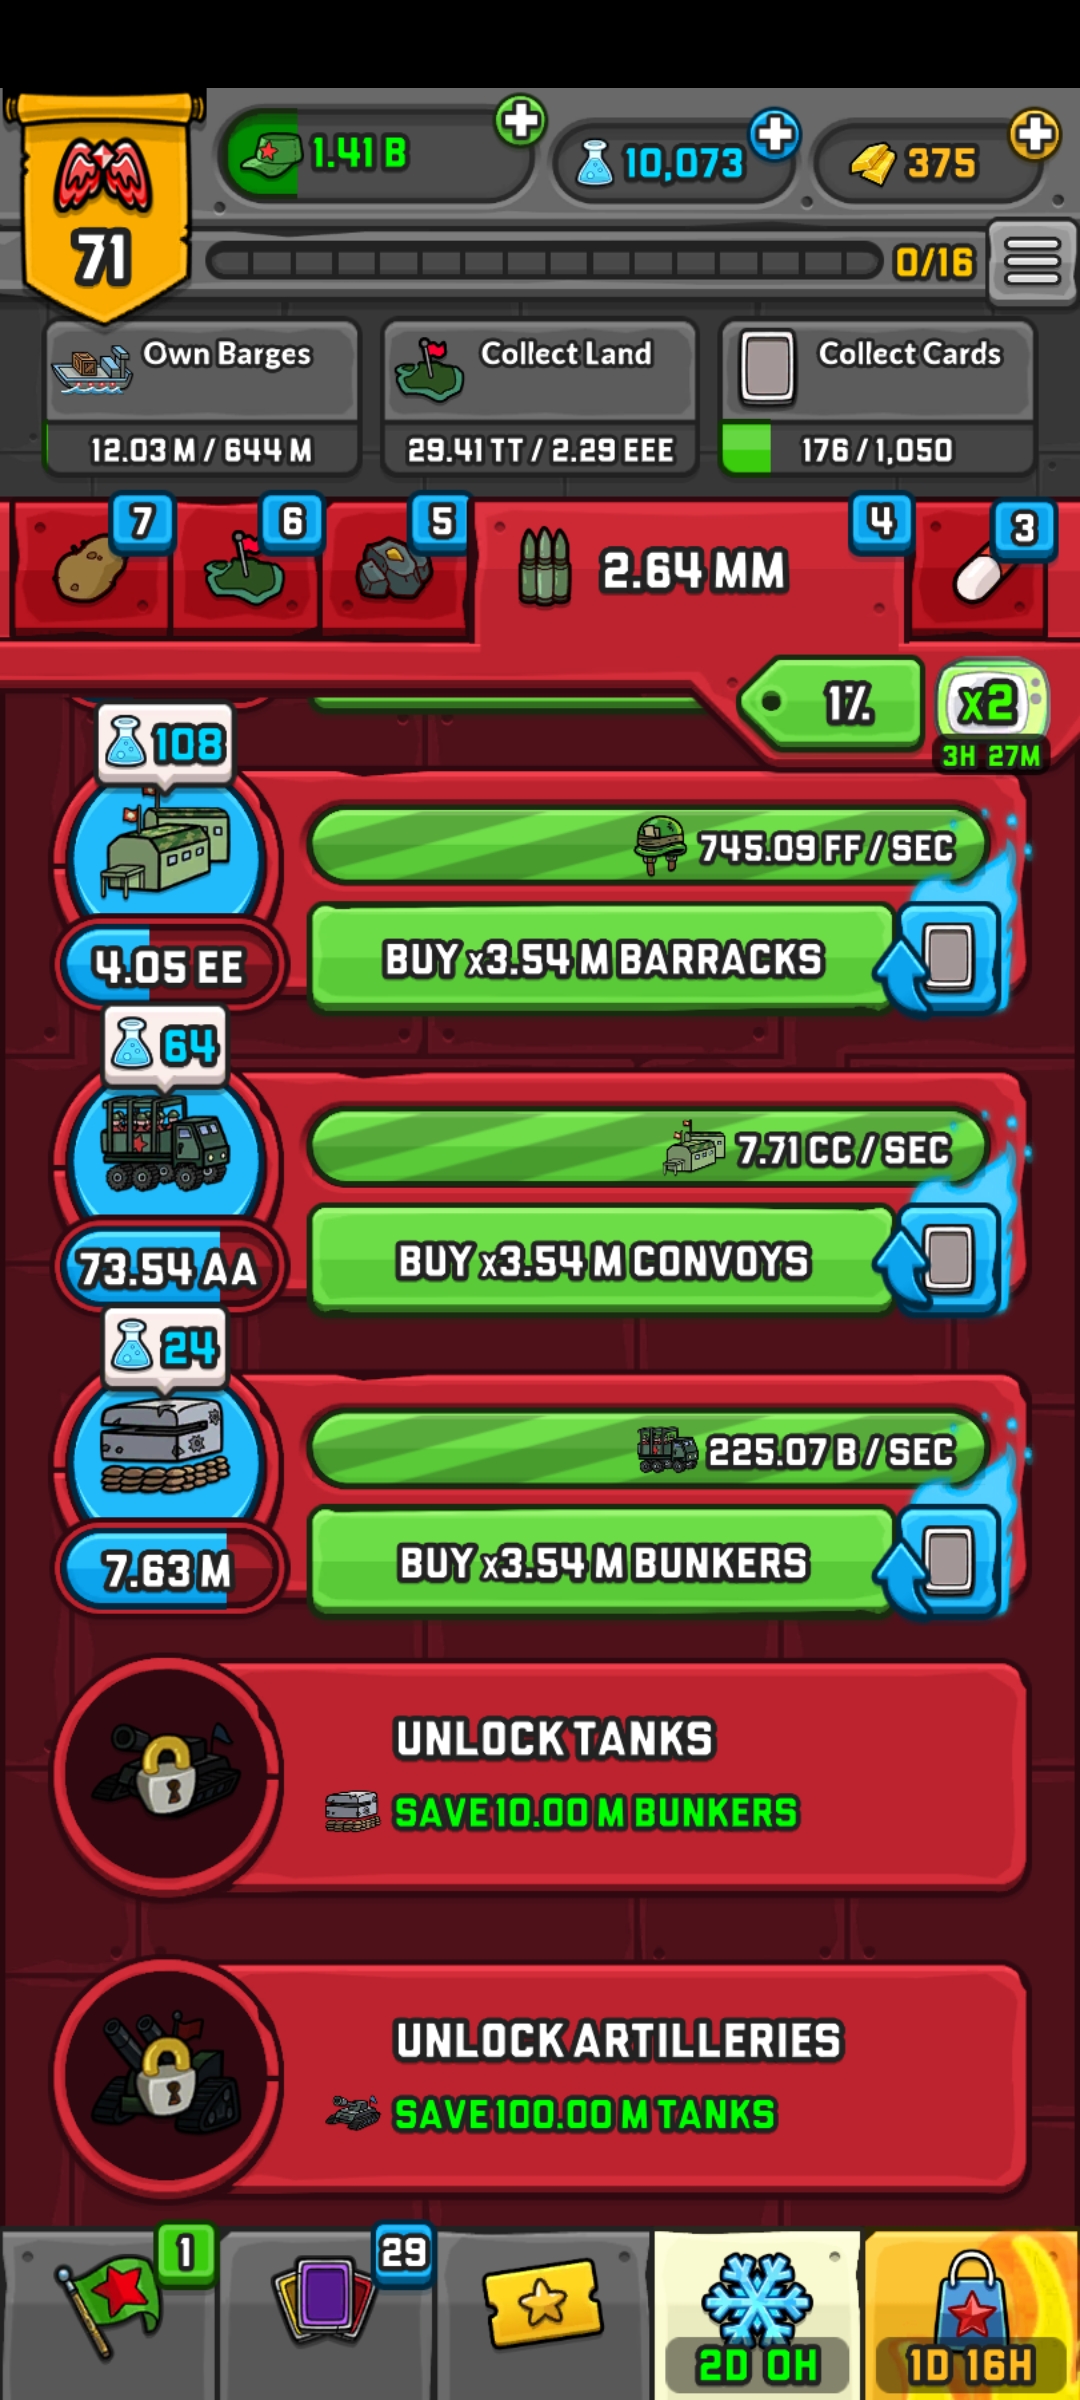 1.41 B
10,073
375
71
0/16
Own Barges
12.03 M / 644 M
Collect Land
29.41 TT / 2.29 EEE
Collect Cards
176 / 1,050
7
6
5
2.64 MM
4
3
1%
x2
3H 27M
108
745.09 FF / SEC
4.05 EE
BUY x3.54 M BARRACKS
64
7.71 CC / SEC
73.54 AA
BUY x3.54 M CONVOYS
24
225.07 B / SEC
7.63 M
BUY x3.54 M BUNKERS
UNLOCK TANKS
SAVE 10.00 M BUNKERS
UNLOCK ARTILLERIES
SAVE 100.00 M TANKS
1
29
2D 0H
1D 16H